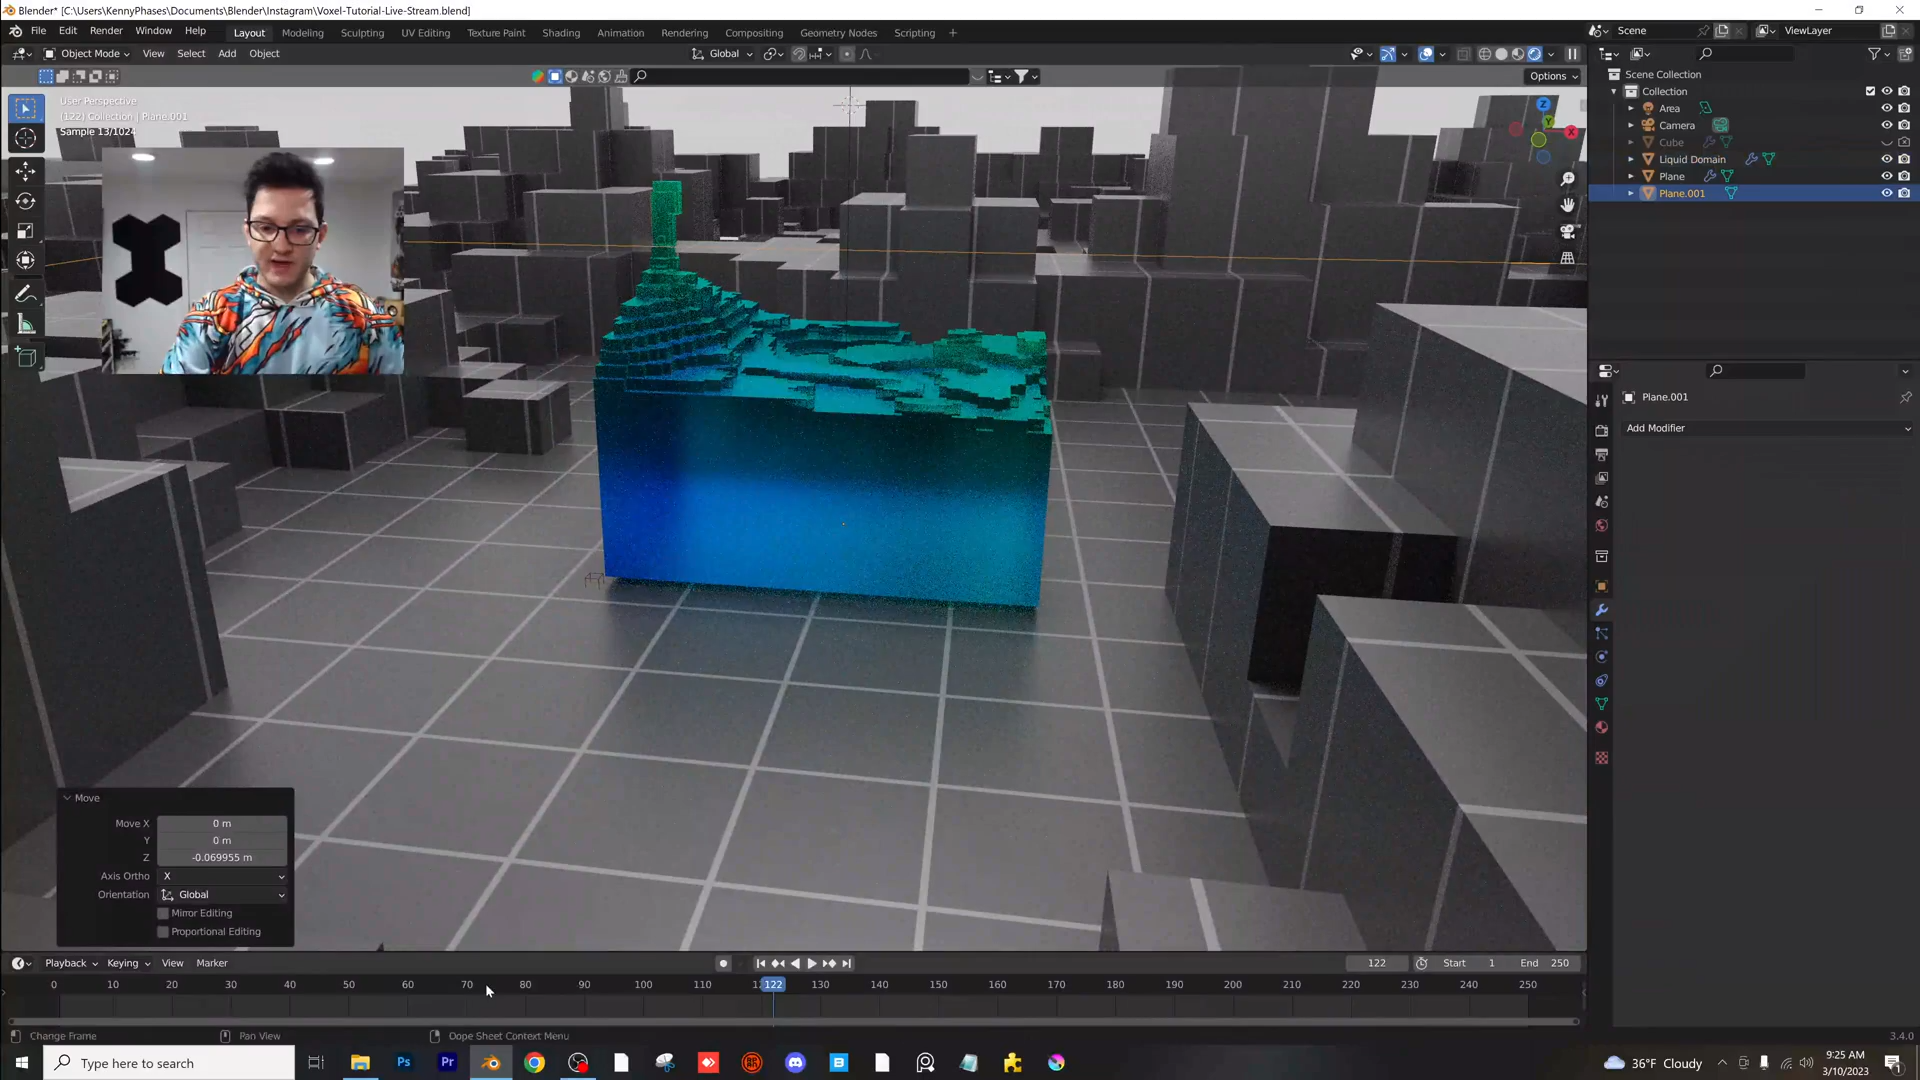 Blender* [C:\Users\KennyPhases\Documents\Blender\Instagram\Voxel-Tutorial-Live-Stream.blend]
File Edit Render Window Help Layout Modeling Sculpting UV Editing Texture Paint Shading Animation Rendering Compositing Geometry Nodes Scripting + Scene ViewLayer
Object Mode View Select Add Object Global
Options
User Perspective
(122) Collection | Plane.001
Sample 13/1024
Z
Y
X
Scene Collection
Collection
Area
Camera
Cube
Liquid Domain
Plane
Plane.001
Plane.001
Add Modifier
Move
Move X 0 m
Y 0 m
Z -0.069955 m
Axis Ortho X
Orientation Global
Mirror Editing
Proportional Editing
Playback Keying View Marker 122 Start 1 End 250
0 10 20 30 40 50 60 70 80 90 100 110 122 130 140 150 160 170 180 190 200 210 220 230 240 250
Change Frame Pan View Dope Sheet Context Menu 3.4.0
Type here to search Ps Pr B 36°F Cloudy 9:25 AM
3/10/2023 1